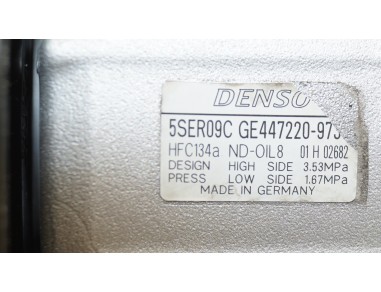 DENSO
5SER09C GE447220-973
HFC134a ND-OIL8 01 H 02682
DESIGN HIGH SIDE 3.53MPa
PRESS LOW SIDE 1.67MPa
MADE IN GERMANY